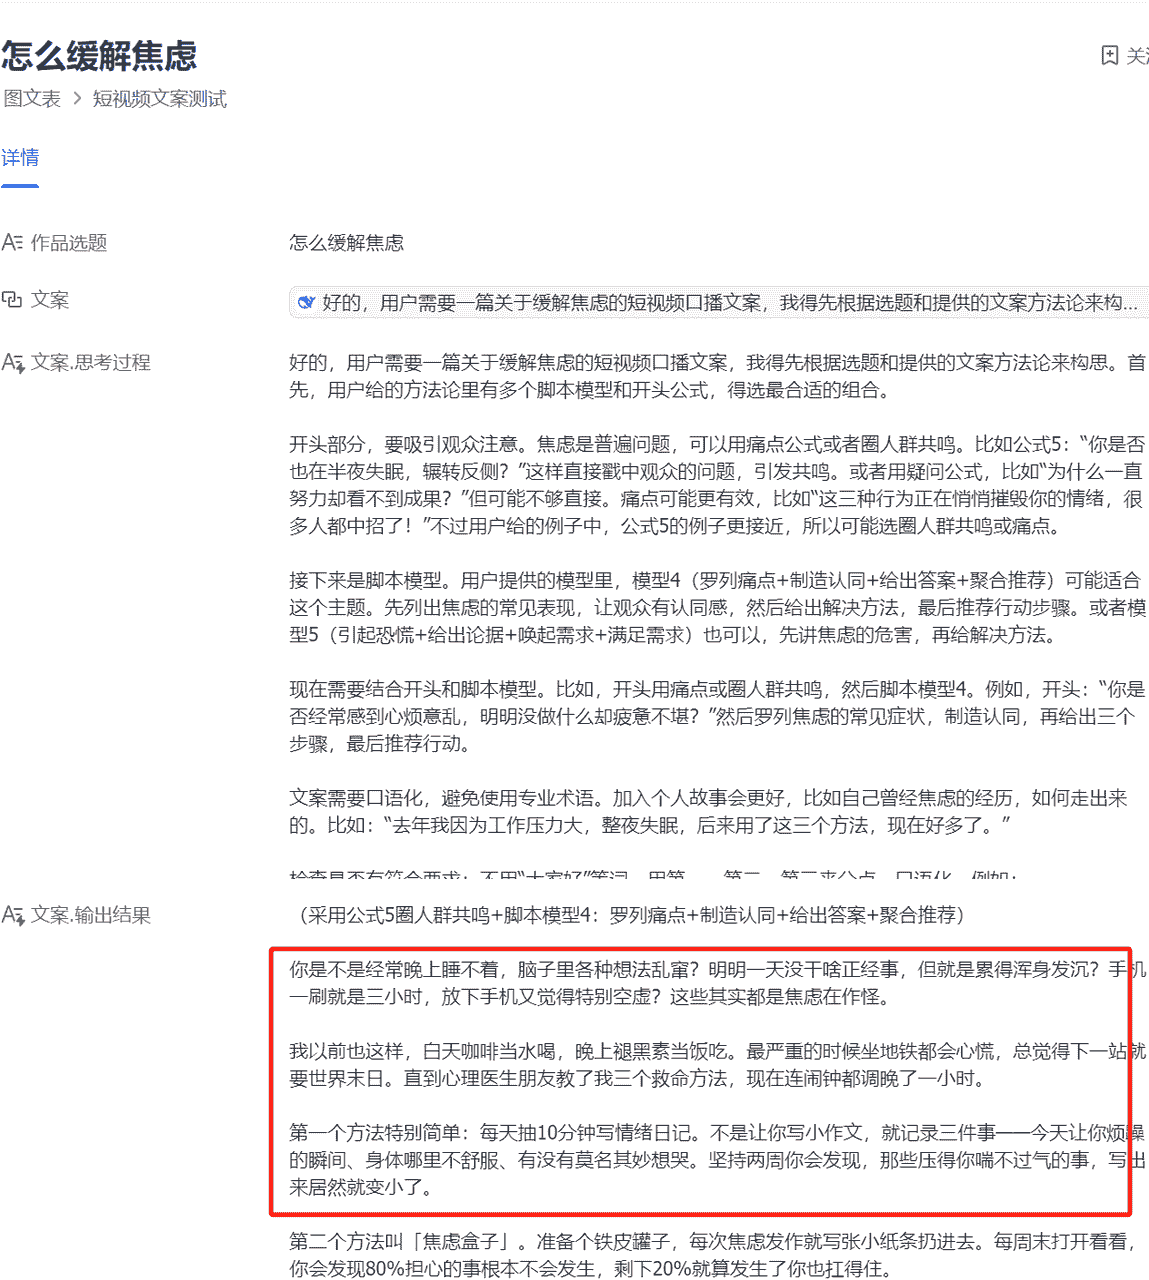 怎么缓解焦虑
图文表 > 短视频文案测试
详情
作品选题
怎么缓解焦虑
文案
好的，用户需要一篇关于缓解焦虑的短视频口播文案，我得先根据选题和提供的文案方法论来构...
文案.思考过程
好的，用户需要一篇关于缓解焦虑的短视频口播文案，我得先根据选题和提供的文案方法论来构思。首
先，用户给的方法论里有多个脚本模型和开头公式，得选最合适的组合。
开头部分，要吸引观众注意。焦虑是普遍问题，可以用痛点公式或者圈人群共鸣。比如公式5：“你是否
也在半夜失眠，辗转反侧？”这样直接戳中观众的问题，引发共鸣。或者用疑问公式，比如“为什么一直
努力却看不到成果？”但可能不够直接。痛点可能更有效，比如“这三种行为正在悄悄摧毁你的情绪，很
多人都中招了！”不过用户给的例子中，公式5的例子更接近，所以可能选圈人群共鸣或痛点。
接下来是脚本模型。用户提供的模型里，模型4（罗列痛点+制造认同+给出答案+聚合推荐）可能适合
这个主题。先列出焦虑的常见表现，让观众有认同感，然后给出解决方法，最后推荐行动步骤。或者模
型5（引起恐慌+给出论据+唤起需求+满足需求）也可以，先讲焦虑的危害，再给解决方法。
现在需要结合开头和脚本模型。比如，开头用痛点或圈人群共鸣，然后脚本模型4。例如，开头：“你是
否经常感到心烦意乱，明明没做什么却疲惫不堪？”然后罗列焦虑的常见症状，制造认同，再给出三个
步骤，最后推荐行动。
文案需要口语化，避免使用专业术语。加入个人故事会更好，比如自己曾经焦虑的经历，如何走出来
的。比如：“去年我因为工作压力大，整夜失眠，后来用了这三个方法，现在好多了。”
检查是否有符合要求：不用“大家好”等词，用第一、第二、第三来分点，口语化。例如：
文案.输出结果
（采用公式5圈人群共鸣+脚本模型4：罗列痛点+制造认同+给出答案+聚合推荐）
你是不是经常晚上睡不着，脑子里各种想法乱窜？明明一天没干啥正经事，但就是累得浑身发沉？手机
一刷就是三小时，放下手机又觉得特别空虚？这些其实都是焦虑在作怪。
我以前也这样，白天咖啡当水喝，晚上褪黑素当饭吃。最严重的时候坐地铁都会心慌，总觉得下一站就
要世界末日。直到心理医生朋友教了我三个救命方法，现在连闹钟都调晚了一小时。
第一个方法特别简单：每天抽10分钟写情绪日记。不是让你写小作文，就记录三件事——今天让你烦躁
的瞬间、身体哪里不舒服、有没有莫名其妙想哭。坚持两周你会发现，那些压得你喘不过气的事，写出
来居然就变小了。
第二个方法叫「焦虑盒子」。准备个铁皮罐子，每次焦虑发作就写张小纸条扔进去。每周末打开看看，
你会发现80%担心的事根本不会发生，剩下20%就算发生了你也扛得住。